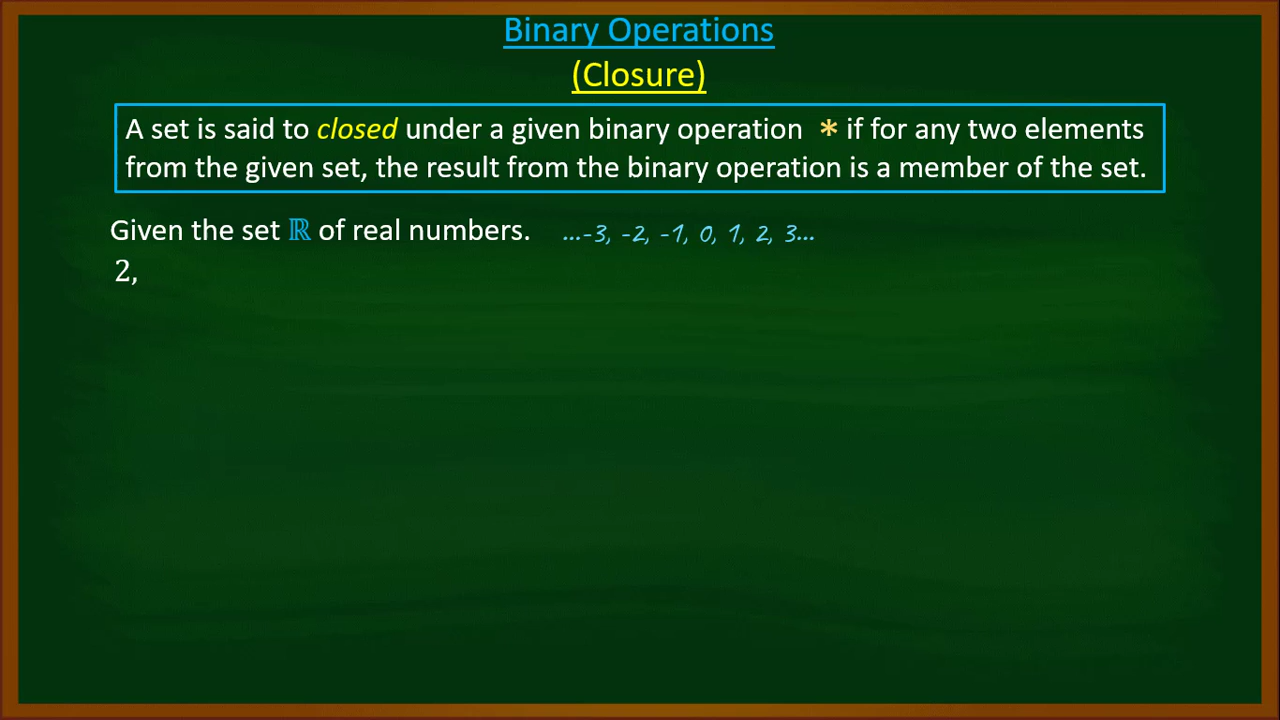 Binary Operations
(Closure)
A set is said to closed under a given binary operation * if for any two elements
from the given set, the result from the binary operation is a member of the set.
Given the set ℝ of real numbers. ...-3, -2, -1, 0, 1, 2, 3...
2,